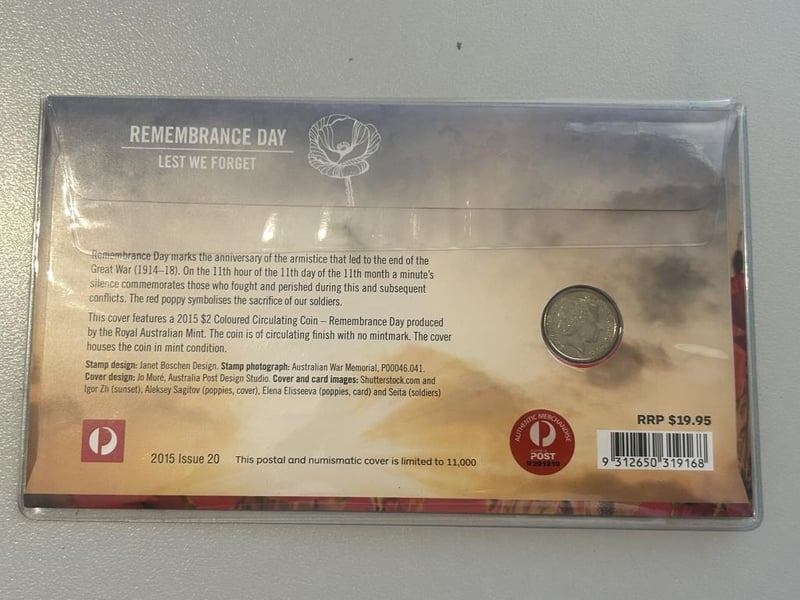 REMEMBRANCE DAY
LEST WE FORGET
Remembrance Day marks the anniversary of the armistice that led to the end of the
Great War (1914–18). On the 11th hour of the 11th day of the 11th month a minute's
silence commemorates those who fought and perished during this and subsequent
conflicts. The red poppy symbolises the sacrifice of our soldiers.
This cover features a 2015 $2 Coloured Circulating Coin – Remembrance Day produced
by the Royal Australian Mint. The coin is of circulating finish with no mintmark. The cover
houses the coin in mint condition.
Stamp design: Janet Boschen Design. Stamp photograph: Australian War Memorial, P00046.041.
Cover design: Jo Muré, Australia Post Design Studio. Cover and card images: Shutterstock.com and
Igor Zh (sunset), Aleksey Sagitov (poppies, cover), Elena Elisseeva (poppies, card) and Seita (soldiers)
AUTHENTIC MERCHANDISE
POST
RRP $19.95
9 312650 319168
2015 Issue 20
This postal and numismatic cover is limited to 11,000